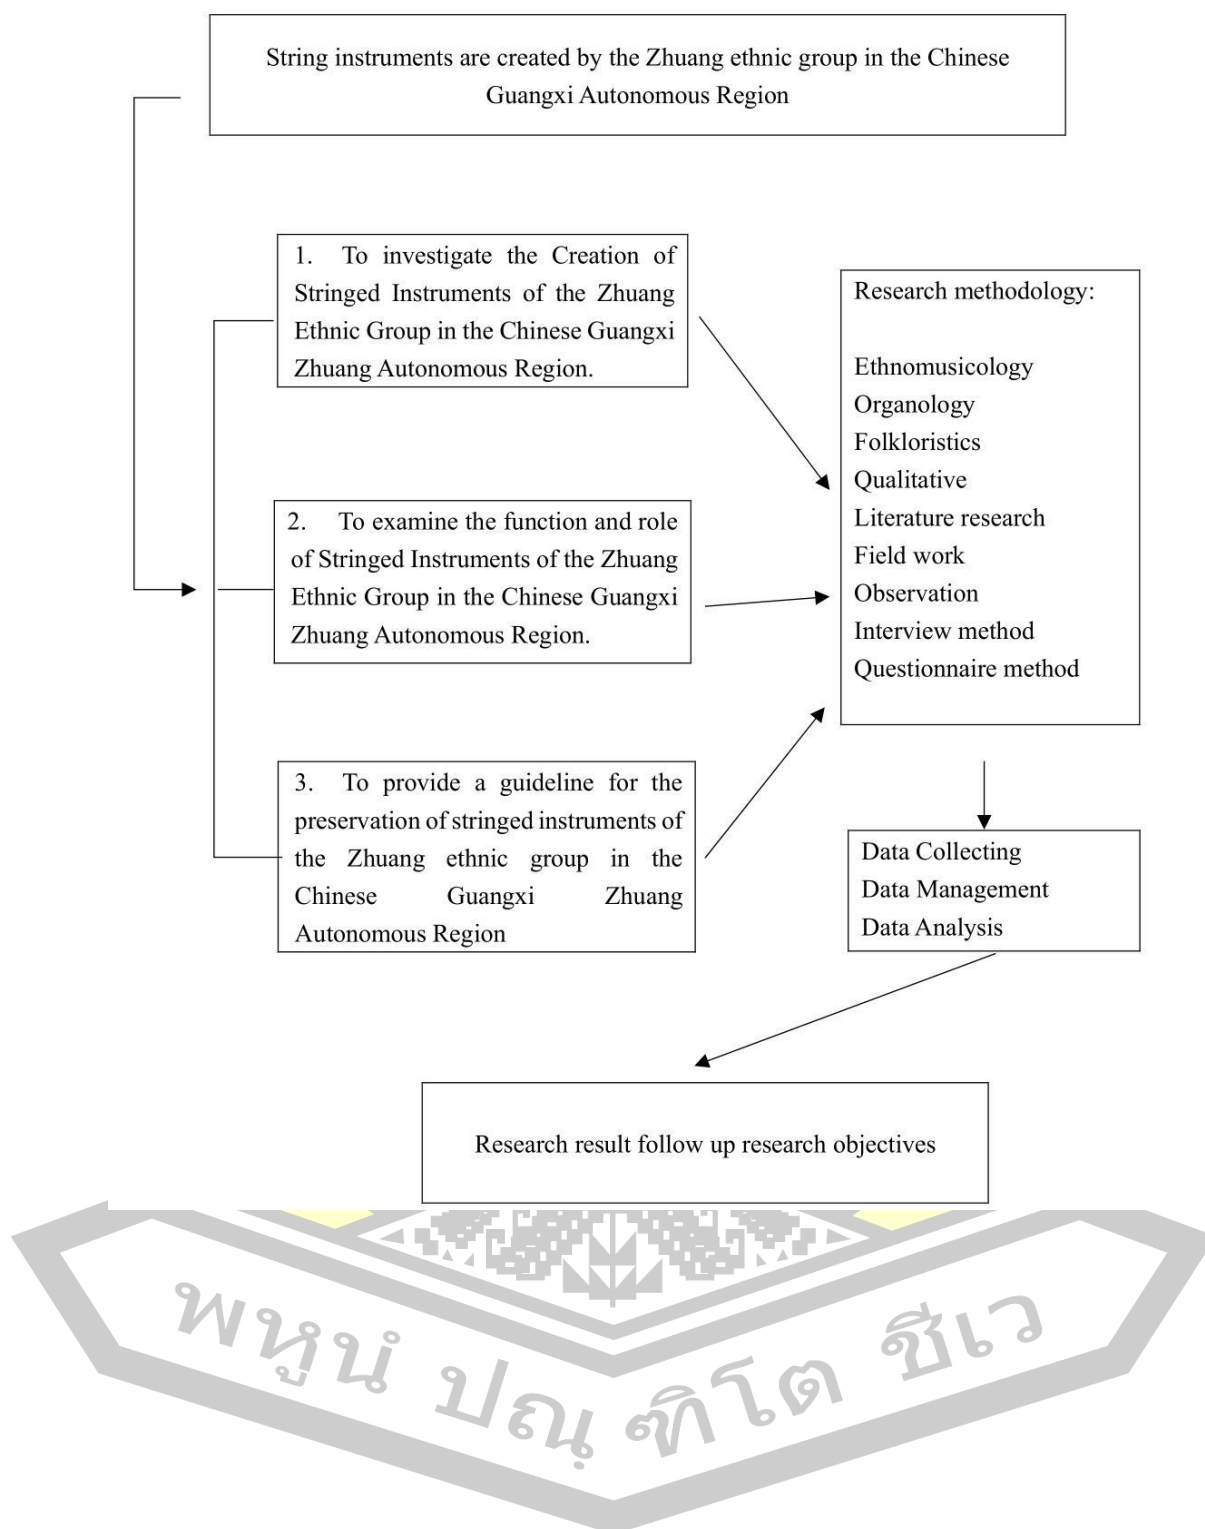 String instruments are created by the Zhuang ethnic group in the Chinese
Guangxi Autonomous Region
1. To investigate the Creation of
Stringed Instruments of the Zhuang
Ethnic Group in the Chinese Guangxi
Zhuang Autonomous Region.
2. To examine the function and role
of Stringed Instruments of the Zhuang
Ethnic Group in the Chinese Guangxi
Zhuang Autonomous Region.
3. To provide a guideline for the
preservation of stringed instruments of
the Zhuang ethnic group in the
Chinese Guangxi Zhuang
Autonomous Region
Research methodology:
Ethnomusicology
Organology
Folkloristics
Qualitative
Literature research
Field work
Observation
Interview method
Questionnaire method
Data Collecting
Data Management
Data Analysis
Research result follow up research objectives
พหูนํ ปณฺฑิโต ชีเว